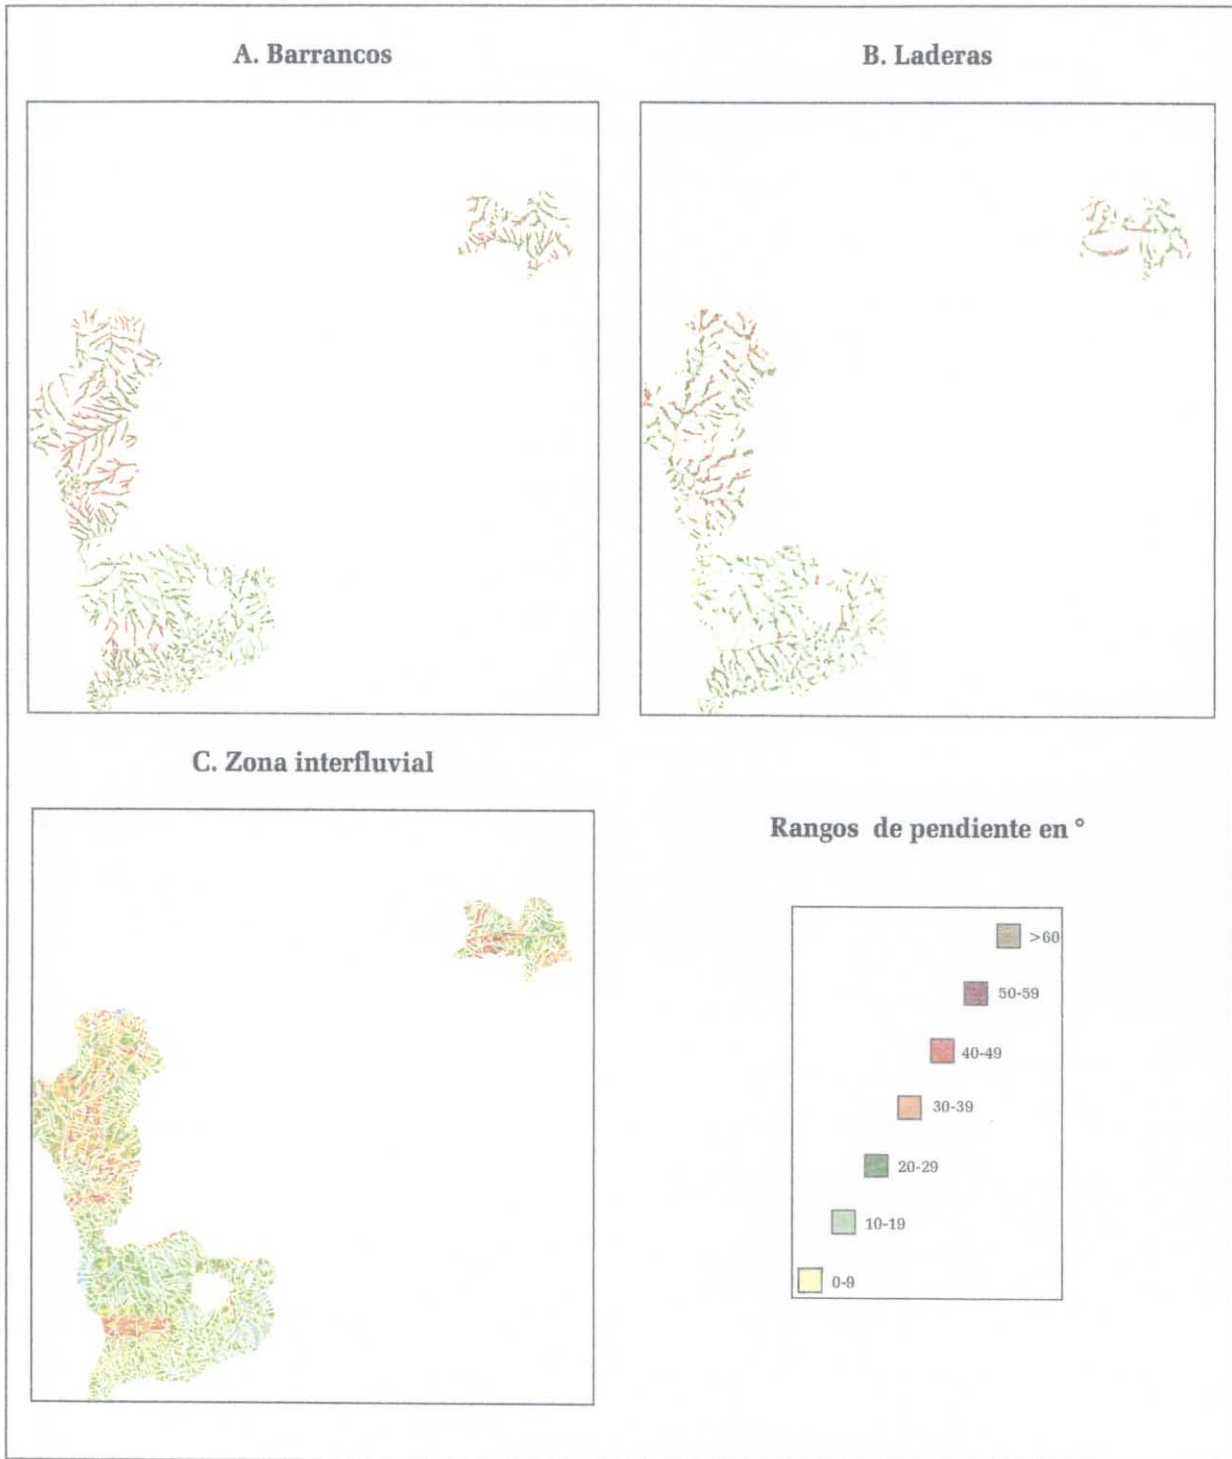 A. Barrancos
B. Laderas
C. Zona interfluvial
Rangos de pendiente en °
>60
50-59
40-49
30-39
20-29
10-19
0-9